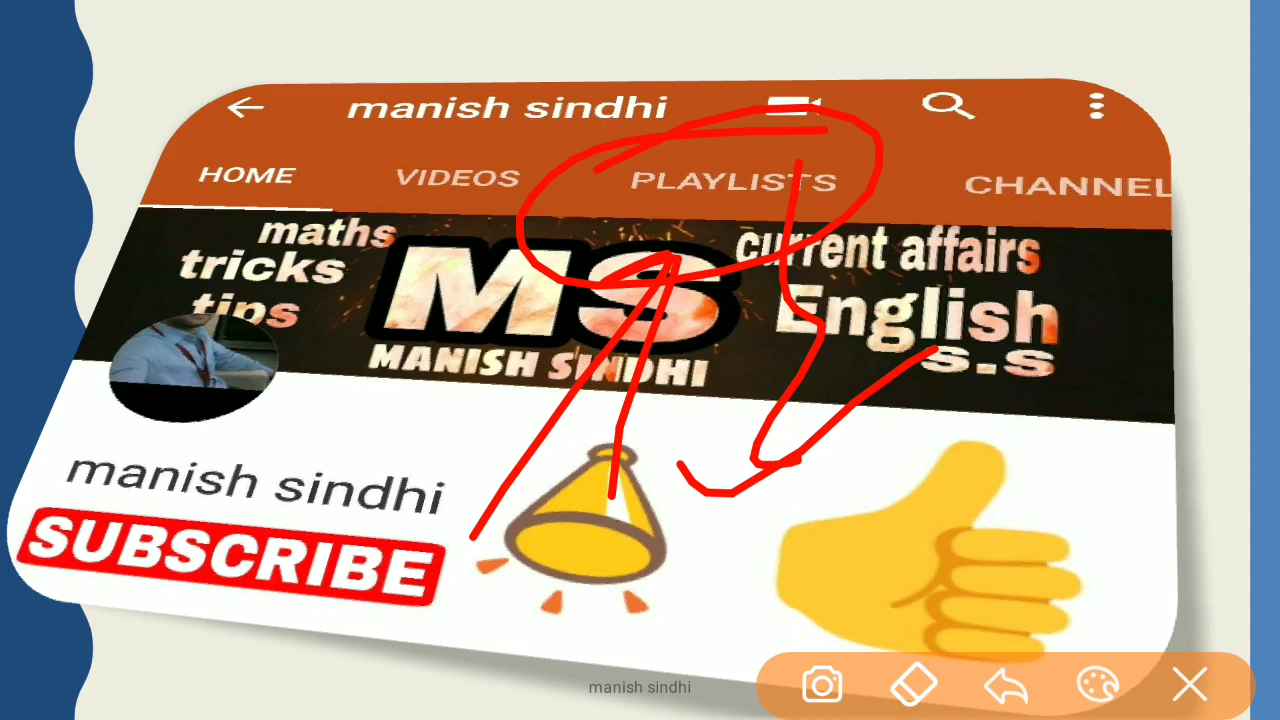 manish sindhi
HOME VIDEOS PLAYLISTS CHANNEL
maths
tricks
tips
MS
MANISH SINDHI
current affairs
English
s.s
manish sindhi
SUBSCRIBE
manish sindhi